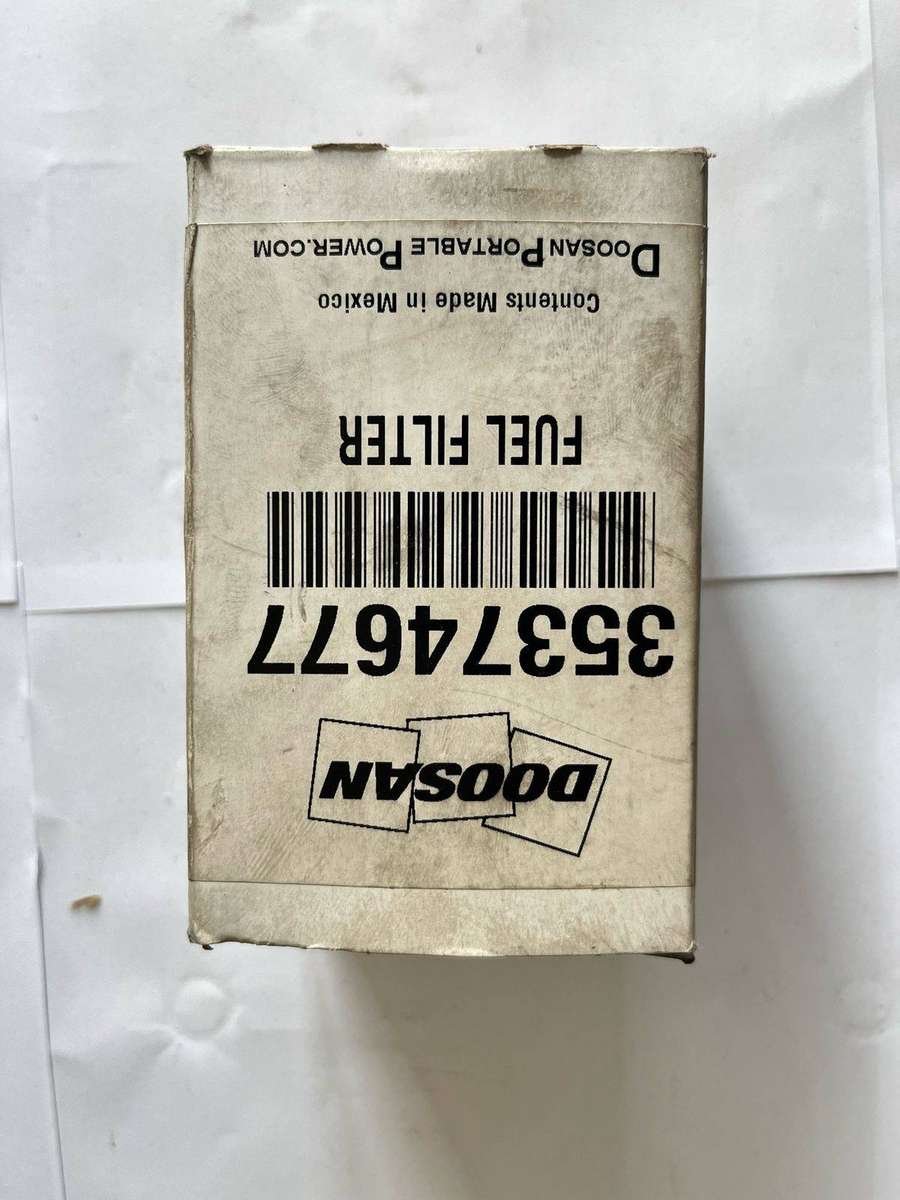 DOOSAN
35374677
FUEL FILTER
Contents Made in Mexico
DOOSAN PORTABLE POWER.COM